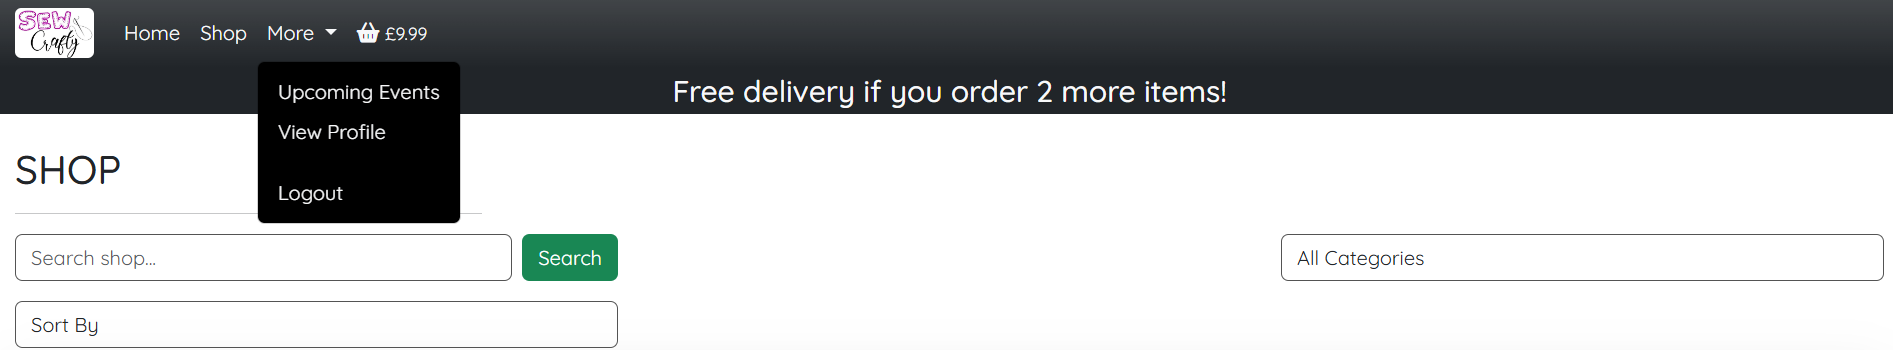 SEW
Crafty
Home Shop More £9.99
Upcoming Events
Free delivery if you order 2 more items!
View Profile
SHOP
Logout
Search shop... Search All Categories
Sort By